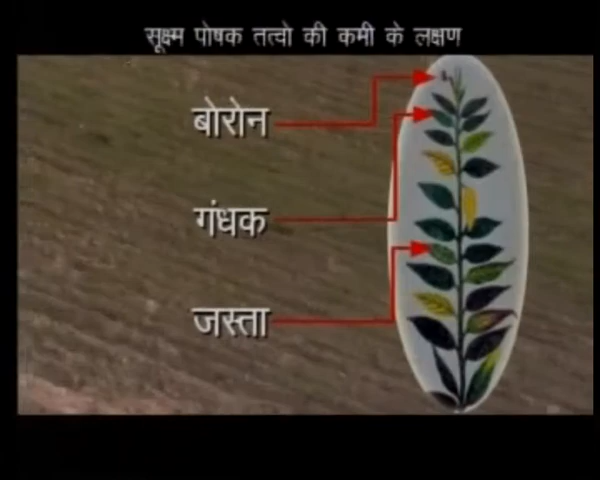 सूक्ष्म पोषक तत्वो की कमी के लक्षण
बोरोन
गंधक
जस्ता